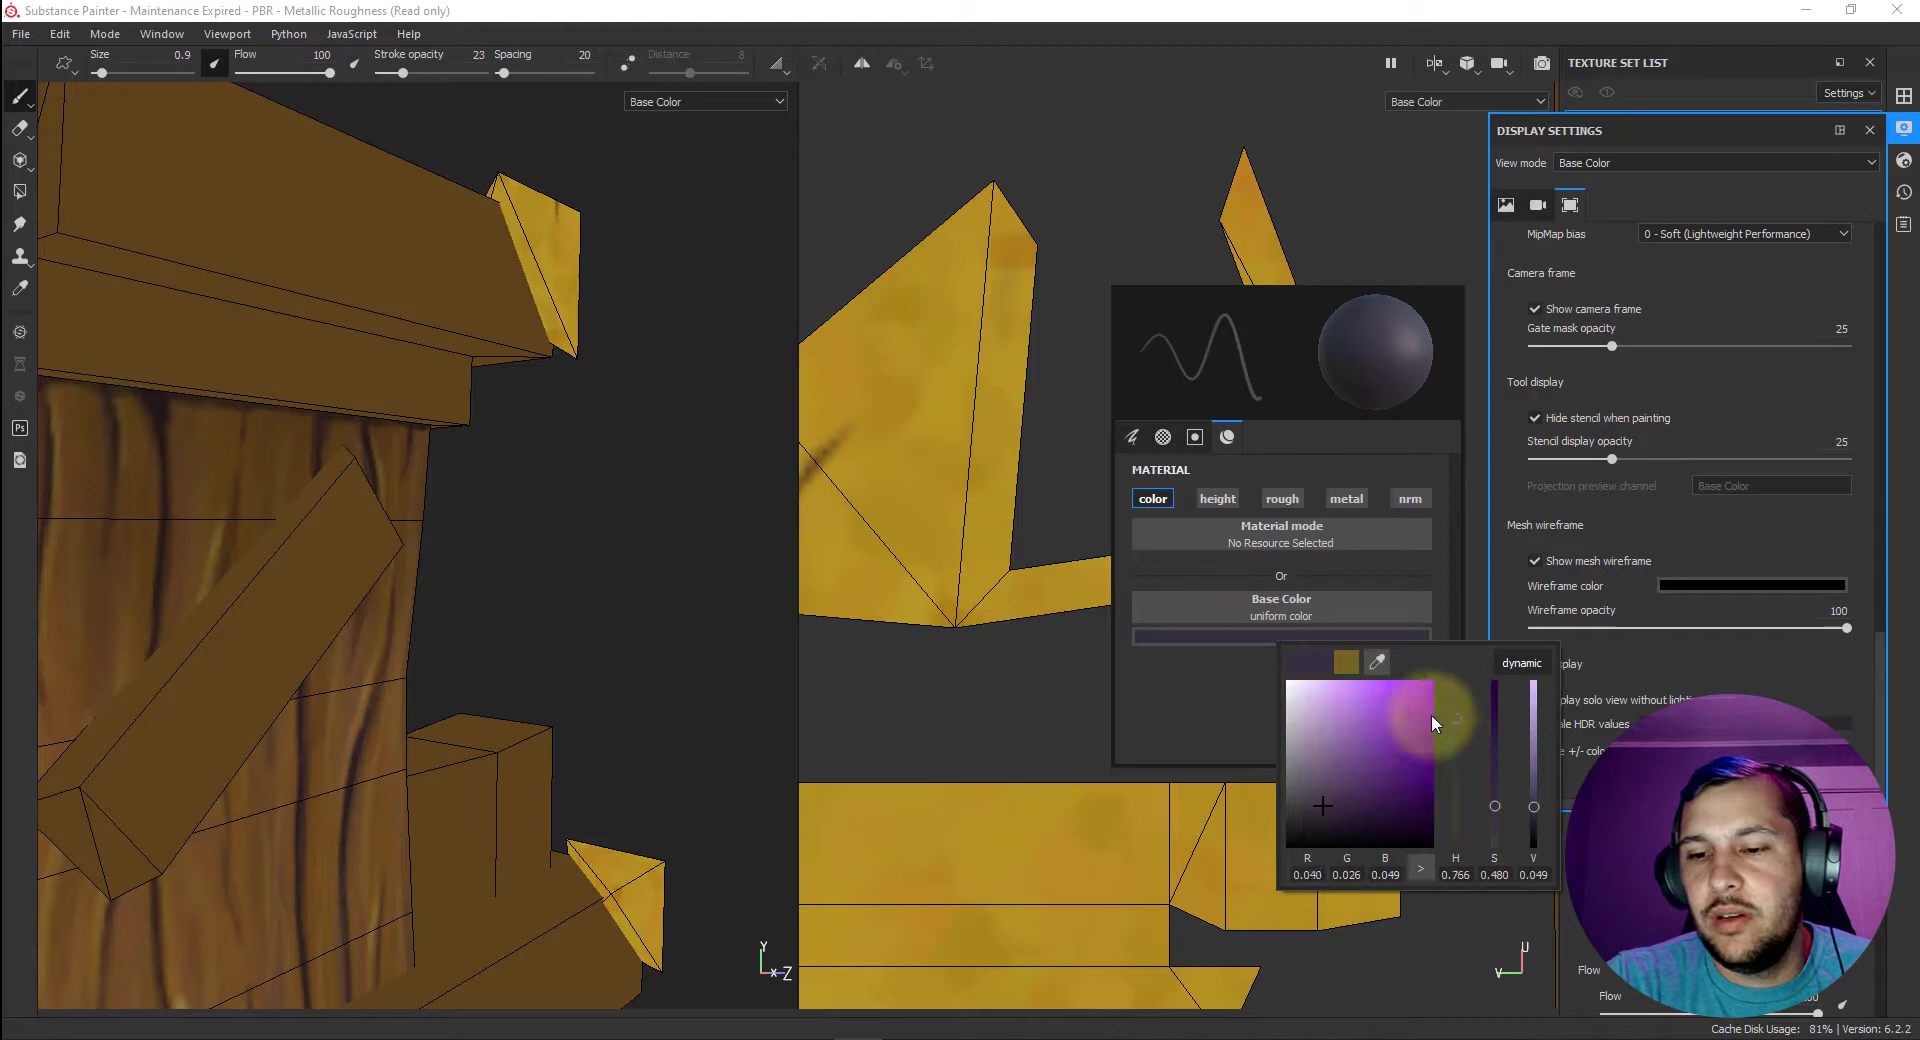 Substance Painter - Maintenance Expired - PBR - Metallic Roughness (Read only)
File Edit Mode Window Viewport Python JavaScript Help
Size 0.9 Flow 100 Stroke opacity 23 Spacing 20 Distance 8
TEXTURE SET LIST
Settings
Base Color
Base Color
DISPLAY SETTINGS
View mode Base Color
MipMap bias 0 - Soft (Lightweight Performance)
Camera frame
Show camera frame
Gate mask opacity 25
Tool display
Hide stencil when painting
Stencil display opacity 25
Projection preview channel Base Color
Mesh wireframe
Show mesh wireframe
Wireframe color
Wireframe opacity 100
MATERIAL
color height rough metal nrm
Material mode
No Resource Selected
Or
Base Color
uniform color
dynamic
R G B > H S V
0.040 0.026 0.049 0.766 0.480 0.049
HDR values
Ps
Y
X Z
U
V
Flow
Flow
Cache Disk Usage: 81% | Version: 6.2.2